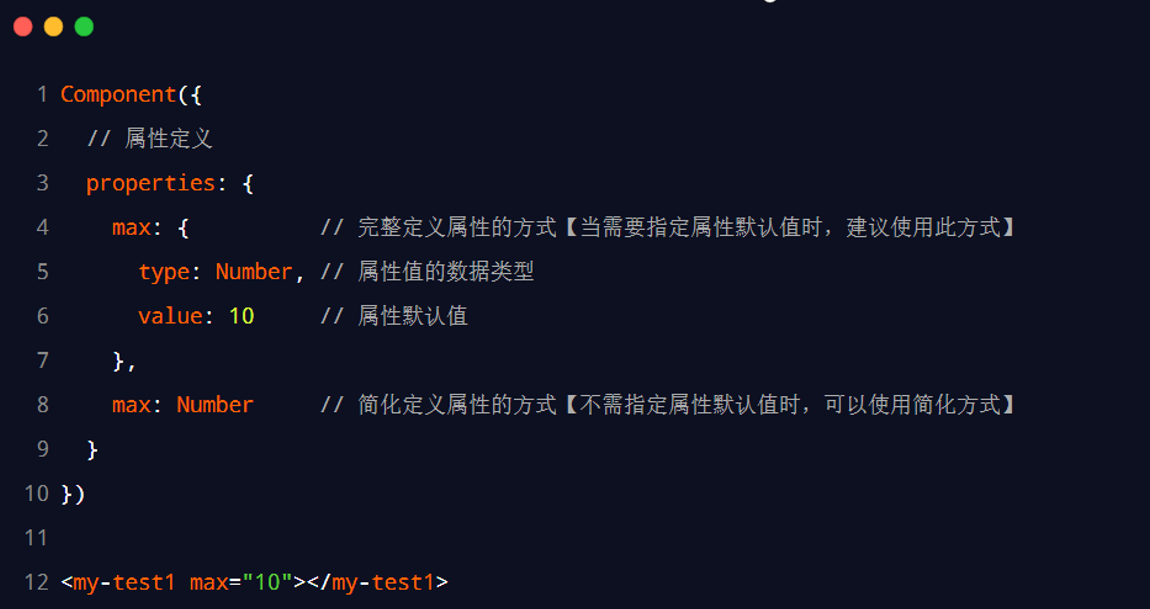 1 Component({
2 // 属性定义
3 properties: {
4 max: { // 完整定义属性的方式【当需要指定属性默认值时，建议使用此方式】
5 type: Number, // 属性值的数据类型
6 value: 10 // 属性默认值
7 },
8 max: Number // 简化定义属性的方式【不需指定属性默认值时，可以使用简化方式】
9 }
10 })
11
12 <my-test1 max="10"></my-test1>